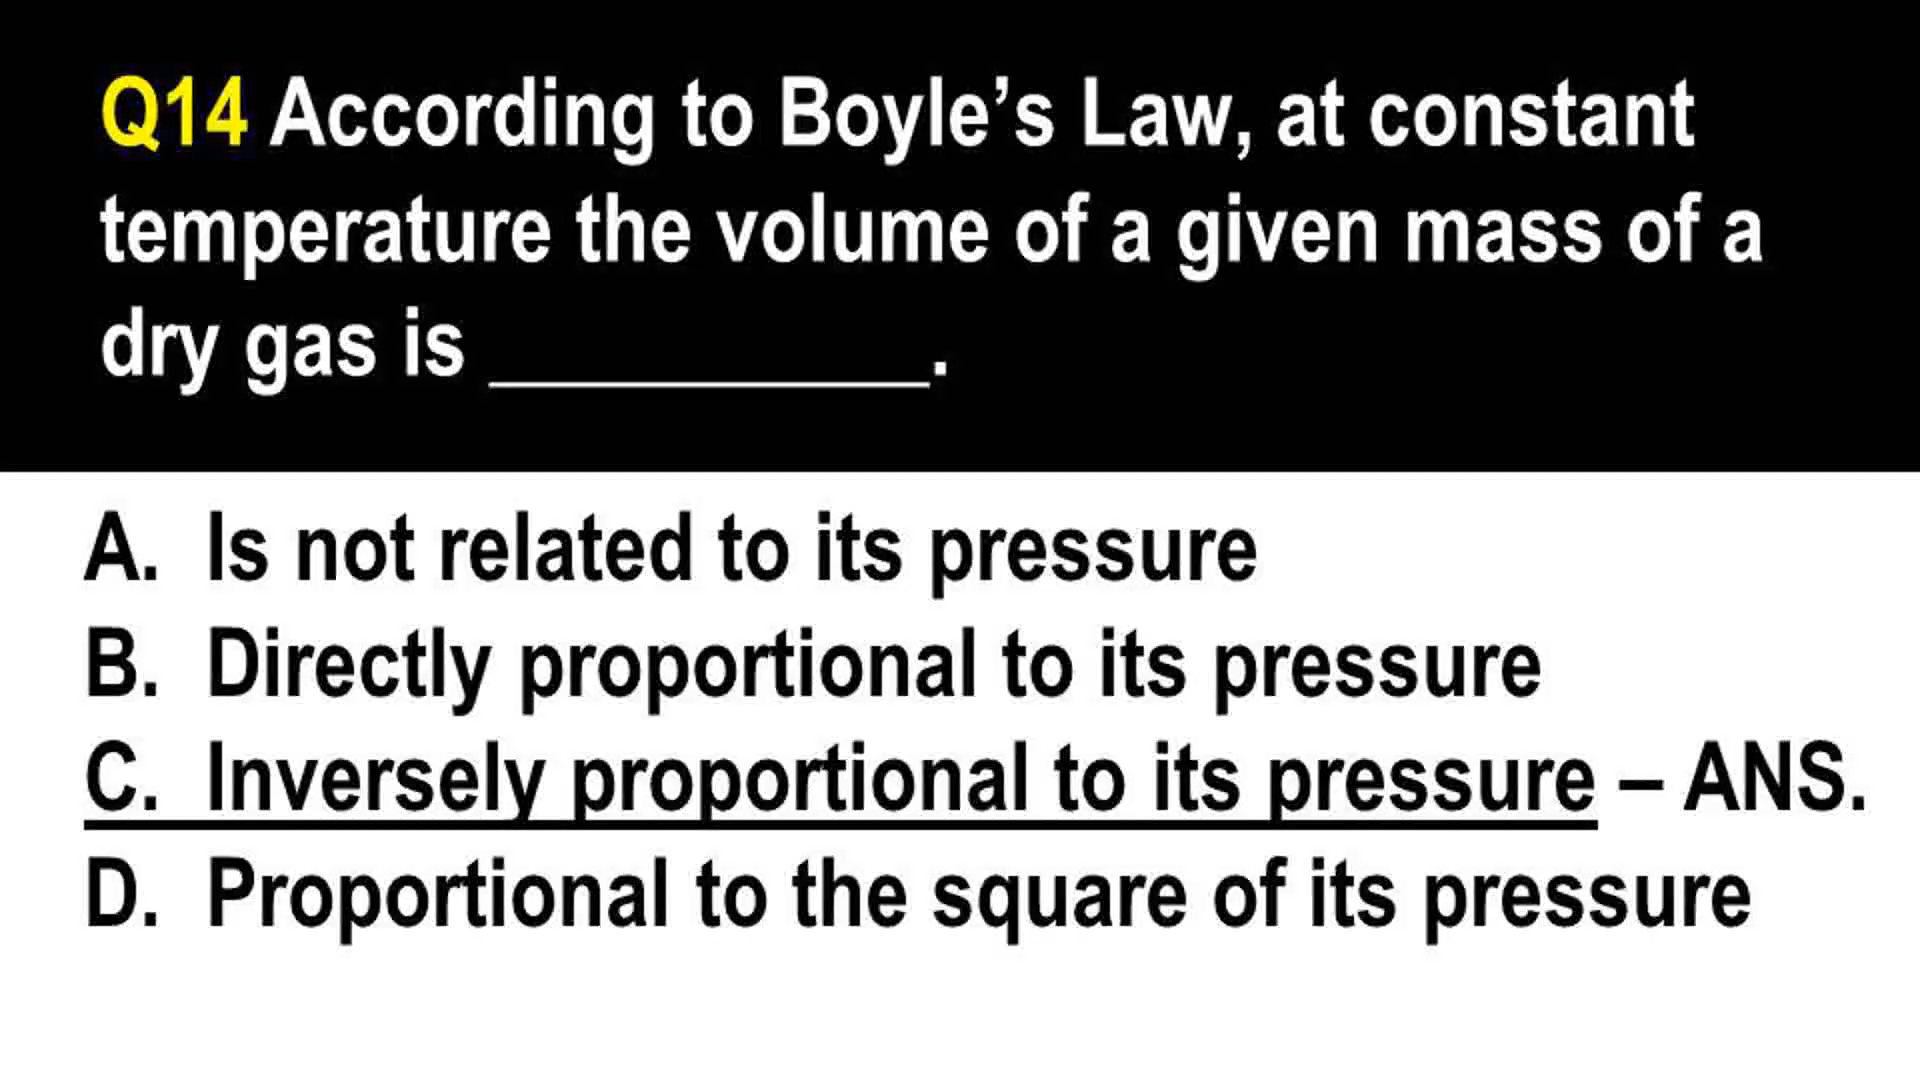 Q14 According to Boyle’s Law, at constant
temperature the volume of a given mass of a
dry gas is __________.
A. Is not related to its pressure
B. Directly proportional to its pressure
C. Inversely proportional to its pressure – ANS.
D. Proportional to the square of its pressure